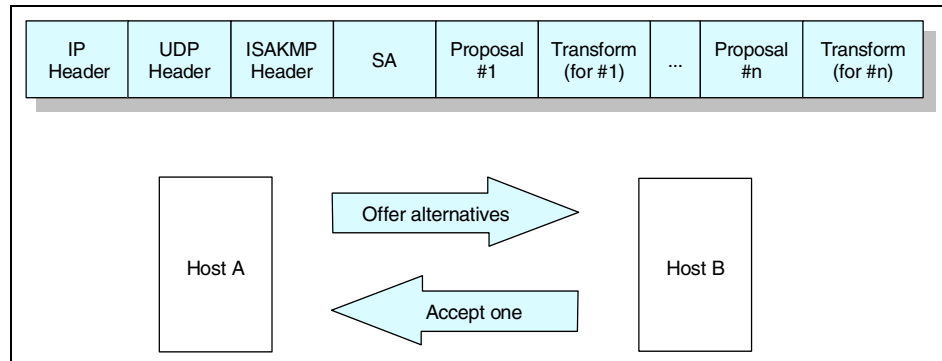 IP
Header
UDP
Header
ISAKMP
Header
SA
Proposal
#1
Transform
(for #1)
...
Proposal
#n
Transform
(for #n)
Offer alternatives
Host A
Host B
Accept one